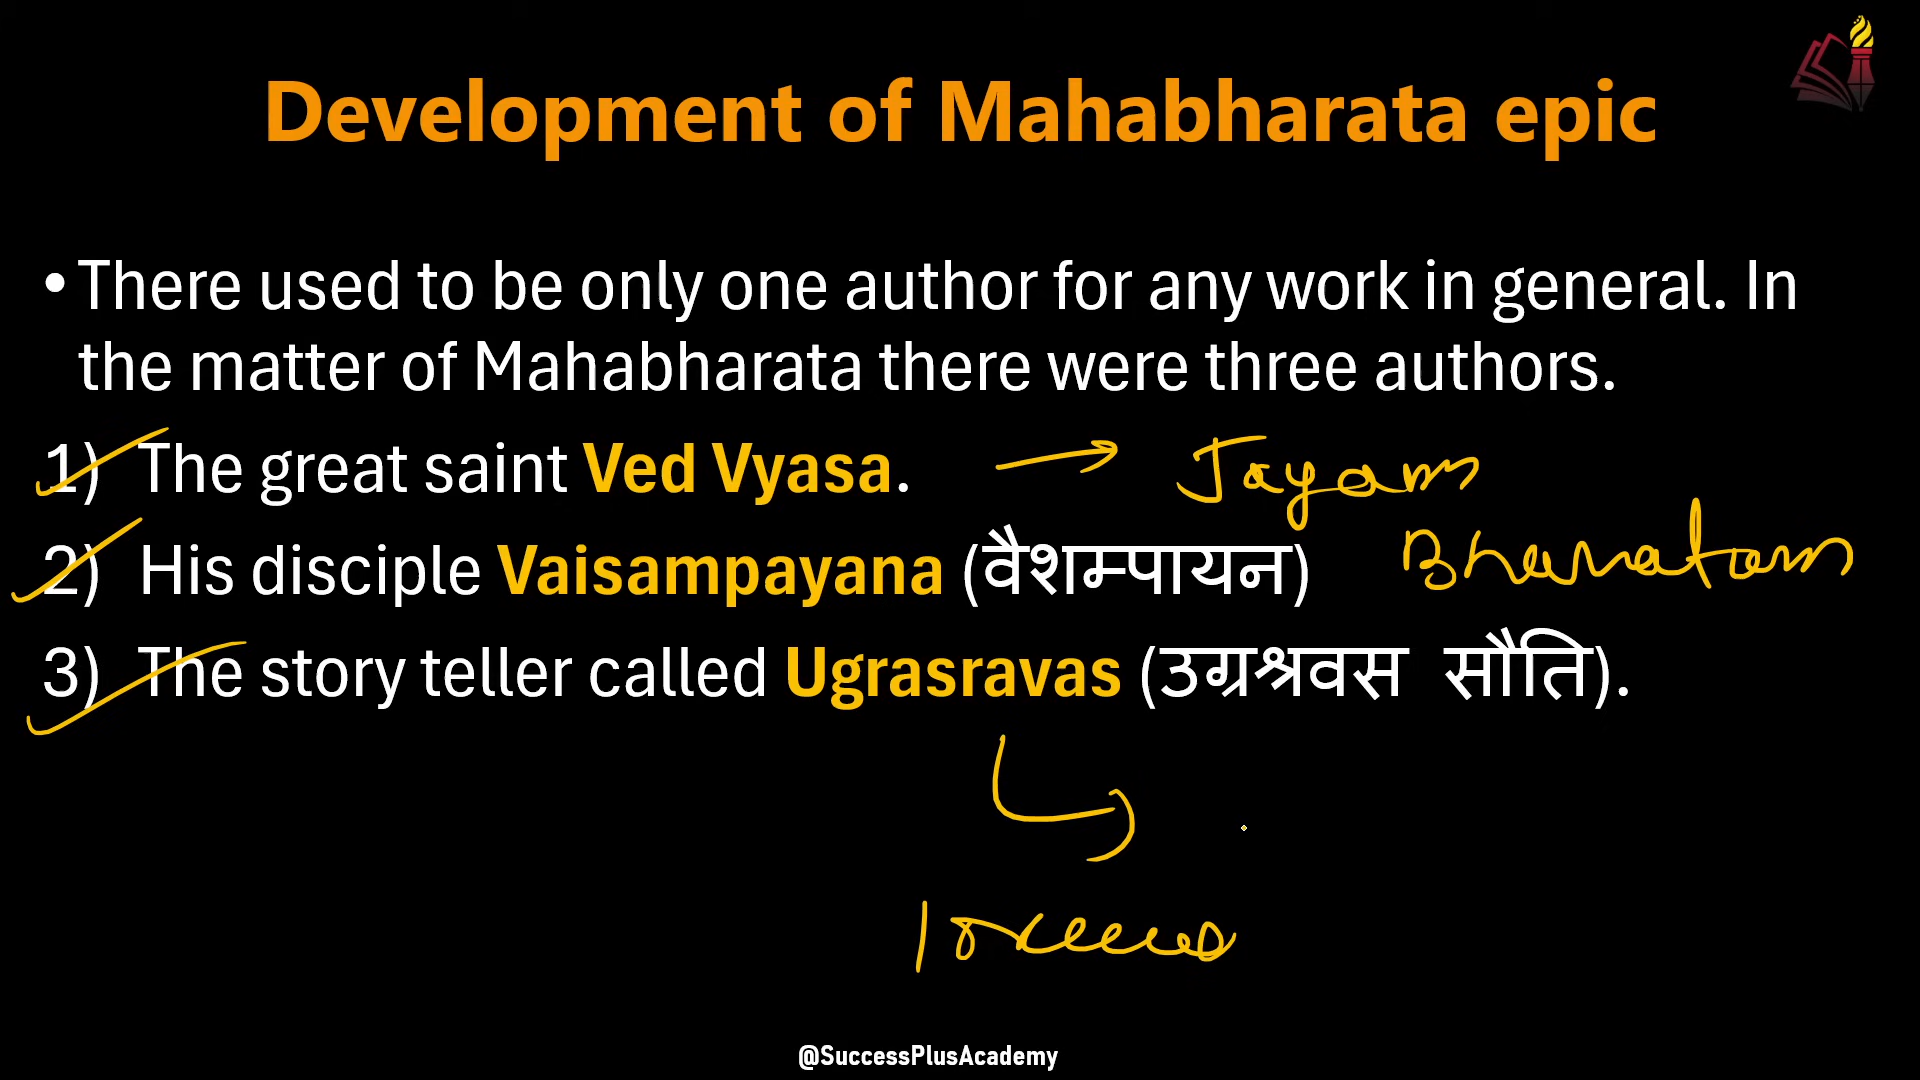 Development of Mahabharata epic
• There used to be only one author for any work in general. In
the matter of Mahabharata there were three authors.
1) The great saint Ved Vyasa. → Jayam
2) His disciple Vaisampayana (वैशम्पायन) Bharatam
3) The story teller called Ugrasravas (उग्रश्रवस सौति).
@SuccessPlusAcademy